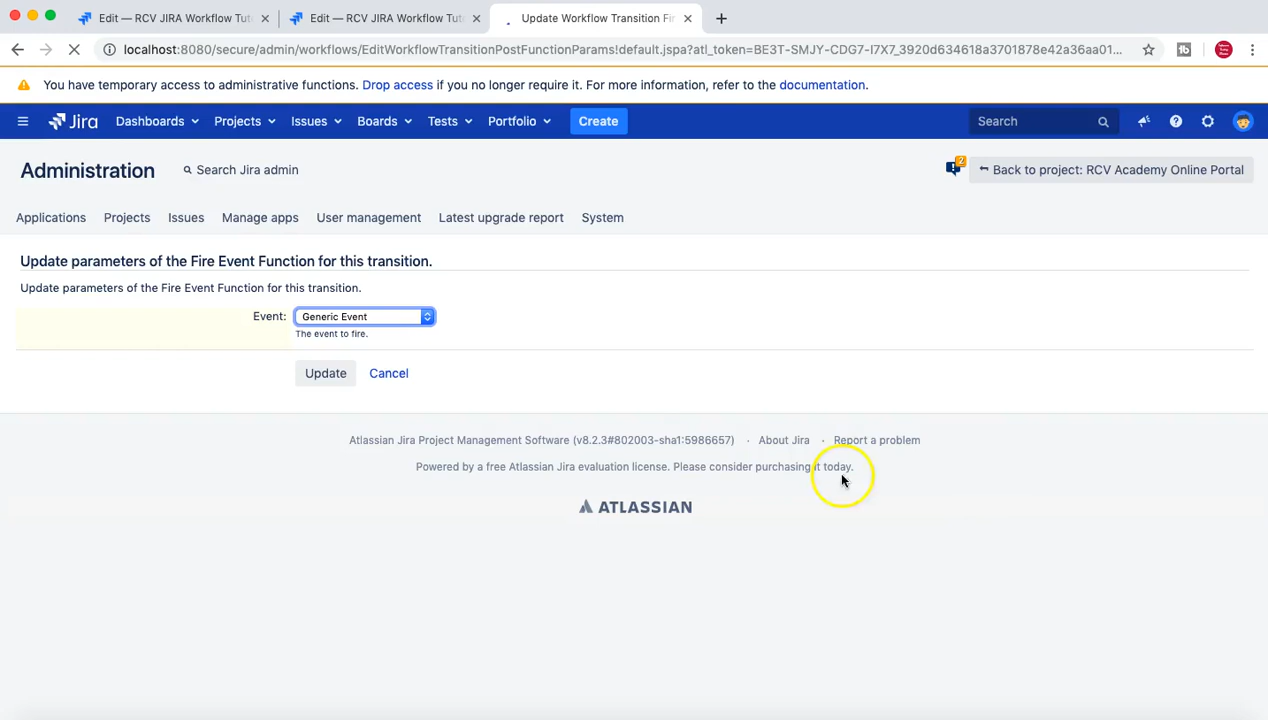 Edit — RCV JIRA Workflow Tut
Edit — RCV JIRA Workflow Tut
Update Workflow Transition Fir
localhost:8080/secure/admin/workflows/EditWorkflowTransitionPostFunctionParams!default.jspa?atl_token=BE3T-SMJY-CDG7-I7X7_3920d634618a3701878e42a36aa01...
You have temporary access to administrative functions. Drop access if you no longer require it. For more information, refer to the documentation.
Jira Dashboards Projects Issues Boards Tests Portfolio Create Search
Administration Search Jira admin 2 Back to project: RCV Academy Online Portal
Applications Projects Issues Manage apps User management Latest upgrade report System
Update parameters of the Fire Event Function for this transition.
Update parameters of the Fire Event Function for this transition.
Event: Generic Event
The event to fire.
Update Cancel
Atlassian Jira Project Management Software (v8.2.3#802003-sha1:5986657) · About Jira · Report a problem
Powered by a free Atlassian Jira evaluation license. Please consider purchasing it today.
ATLASSIAN